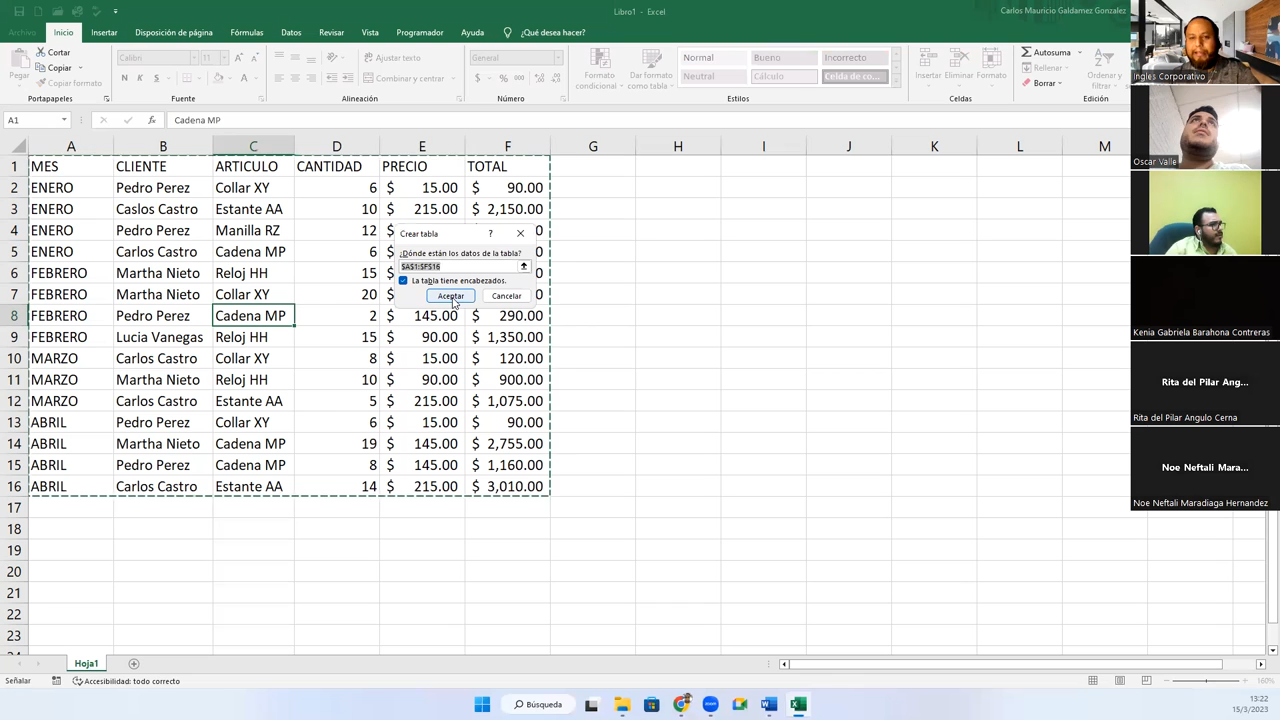 Libro1 - Excel
Carlos Mauricio Galdamez Gonzalez
Archivo Inicio Insertar Disposición de página Fórmulas Datos Revisar Vista Programador Ayuda ¿Qué desea hacer?
Pegar
Cortar
Copiar
Copiar formato
Portapapeles
Calibri 11
N K S
Fuente
Ajustar texto
Combinar y centrar
Alineación
General
$ % 000
Número
Formato condicional
Dar formato como tabla
Normal Bueno Incorrecto
Neutral Cálculo Celda de co...
Estilos
Insertar Eliminar Formato
Celdas
Autosuma
Rellenar
Borrar
Ordenar y
Edición
A1 fx Cadena MP
A B C D E F G H I J K L M
1 MES CLIENTE ARTICULO CANTIDAD PRECIO TOTAL
2 ENERO Pedro Perez Collar XY 6 $ 15.00 $ 90.00
3 ENERO Caslos Castro Estante AA 10 $ 215.00 $ 2,150.00
4 ENERO Pedro Perez Manilla RZ 12 0
5 ENERO Carlos Castro Cadena MP 6 0
6 FEBRERO Martha Nieto Reloj HH 15 0
7 FEBRERO Martha Nieto Collar XY 20 0
8 FEBRERO Pedro Perez Cadena MP 2 $ 145.00 $ 290.00
9 FEBRERO Lucia Vanegas Reloj HH 15 $ 90.00 $ 1,350.00
10 MARZO Carlos Castro Collar XY 8 $ 15.00 $ 120.00
11 MARZO Martha Nieto Reloj HH 10 $ 90.00 $ 900.00
12 MARZO Carlos Castro Estante AA 5 $ 215.00 $ 1,075.00
13 ABRIL Pedro Perez Collar XY 6 $ 15.00 $ 90.00
14 ABRIL Martha Nieto Cadena MP 19 $ 145.00 $ 2,755.00
15 ABRIL Pedro Perez Cadena MP 8 $ 145.00 $ 1,160.00
16 ABRIL Carlos Castro Estante AA 14 $ 215.00 $ 3,010.00
17
18
19
20
21
22
23
Crear tabla ?
¿Dónde están los datos de la tabla?
$A$1:$F$16
La tabla tiene encabezados.
Aceptar Cancelar
Hoja1
Señalar Accesibilidad: todo correcto 160%
Búsqueda
13:22
15/3/2023
Ingles Corporativo
Oscar Valle
Kenia Gabriela Barahona Contreras
Rita del Pilar Ang...
Rita del Pilar Angulo Cerna
Noe Neftali Mara...
Noe Neftali Maradiaga Hernandez